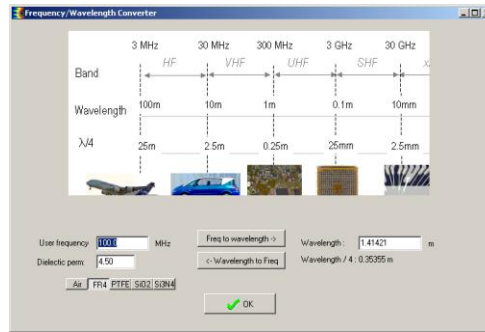 Frequency/Wavelength Converter
3 MHz 30 MHz 300 MHz 3 GHz 30 GHz
Band HF VHF UHF SHF
Wavelength 100m 10m 1m 0.1m 10mm
λ/4 25m 2.5m 0.25m 25mm 2.5mm
User frequency 100.0 MHz Freq to wavelength -> Wavelength : 1.41421 m
Dielectic perm: 4.50 <- Wavelength to Freq Wavelength / 4 : 0.35355 m
Air FR4 PTFE SiO2 Si3N4
OK